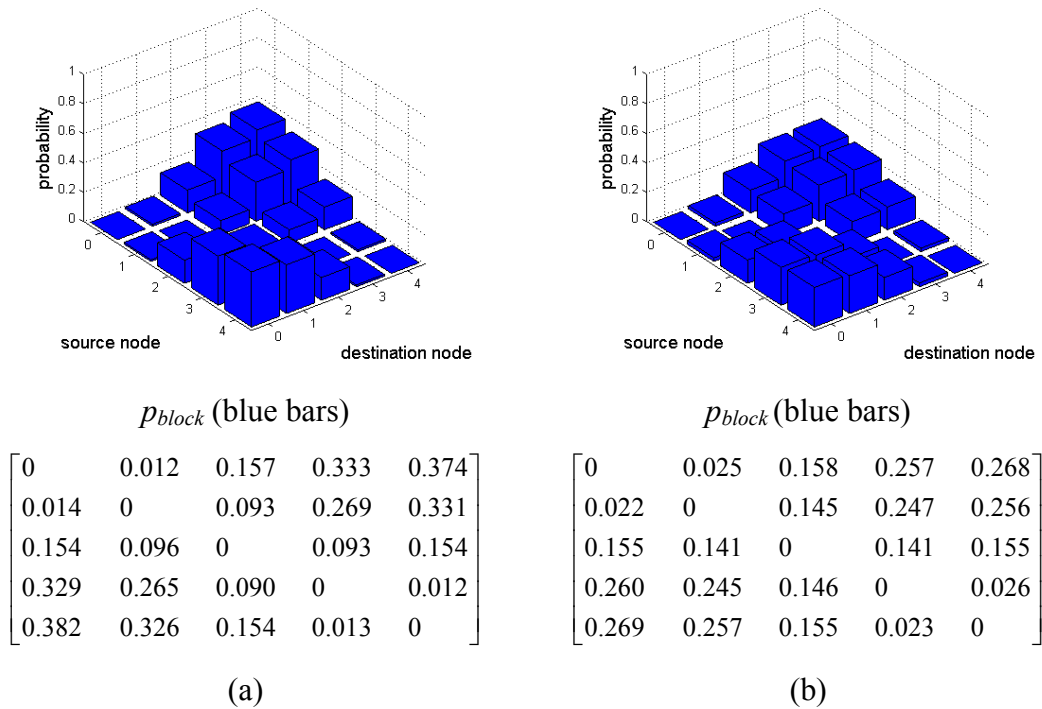 1
0.8
0.6
0.4
0.2
0
probability
0
1
2
3
4
source node
0
1
2
3
4
destination node
1
0.8
0.6
0.4
0.2
0
probability
0
1
2
3
4
source node
0
1
2
3
4
destination node
p_block (blue bars)
p_block (blue bars)
0 0.012 0.157 0.333 0.374
0.014 0 0.093 0.269 0.331
0.154 0.096 0 0.093 0.154
0.329 0.265 0.090 0 0.012
0.382 0.326 0.154 0.013 0
0 0.025 0.158 0.257 0.268
0.022 0 0.145 0.247 0.256
0.155 0.141 0 0.141 0.155
0.260 0.245 0.146 0 0.026
0.269 0.257 0.155 0.023 0
(a)
(b)